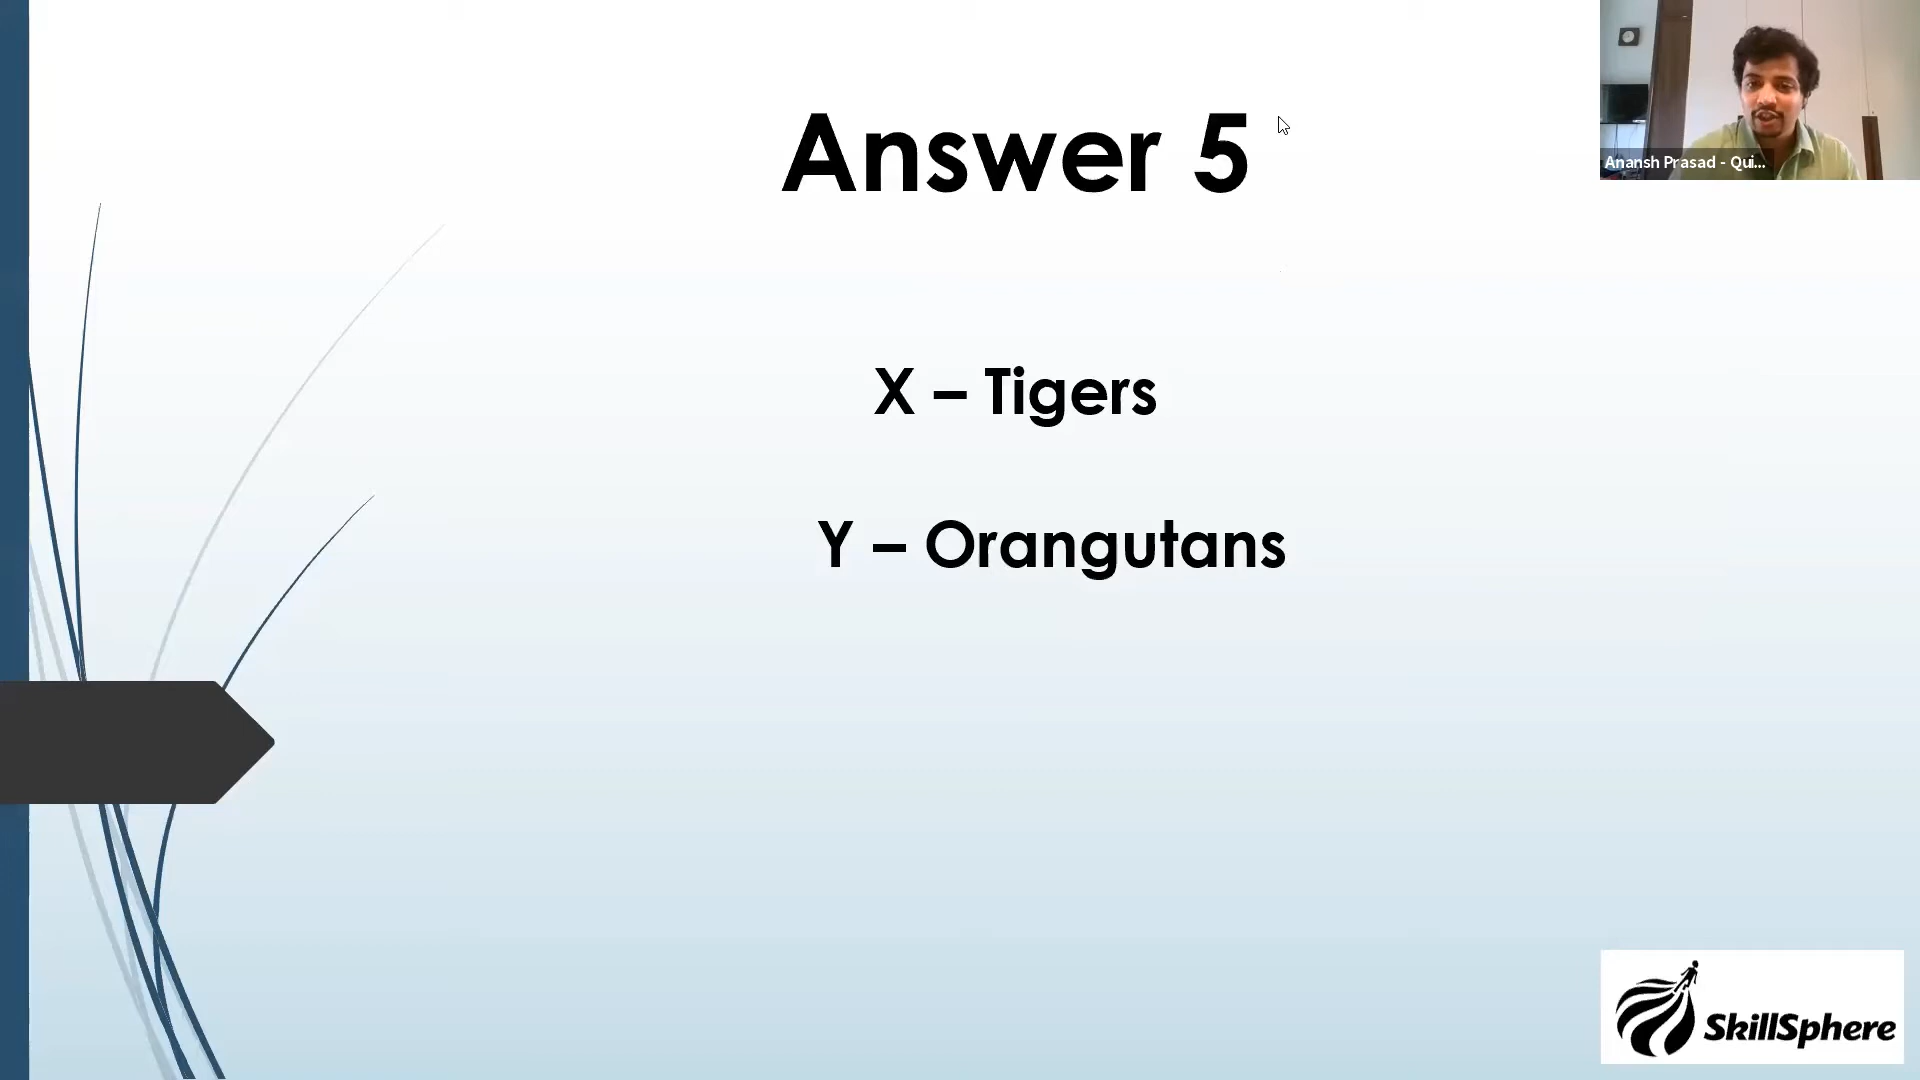 Answer 5
Anansh Prasad - Qui...
X – Tigers
Y – Orangutans
SkillSphere